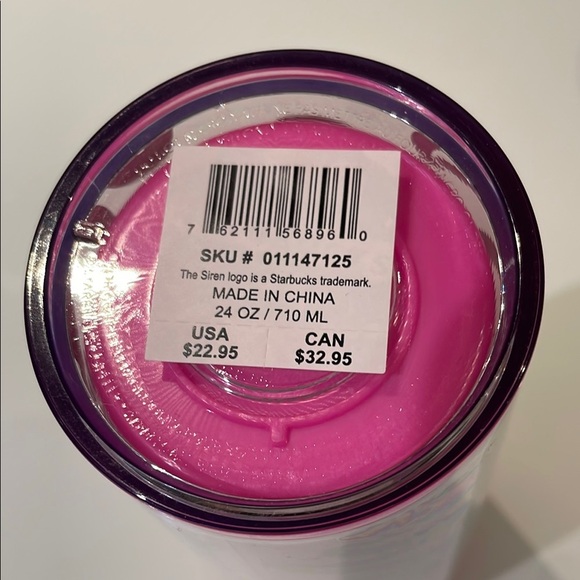 7 62111 56896 0
SKU # 011147125
The Siren logo is a Starbucks trademark.
MADE IN CHINA
24 OZ / 710 ML
USA CAN
$22.95 $32.95